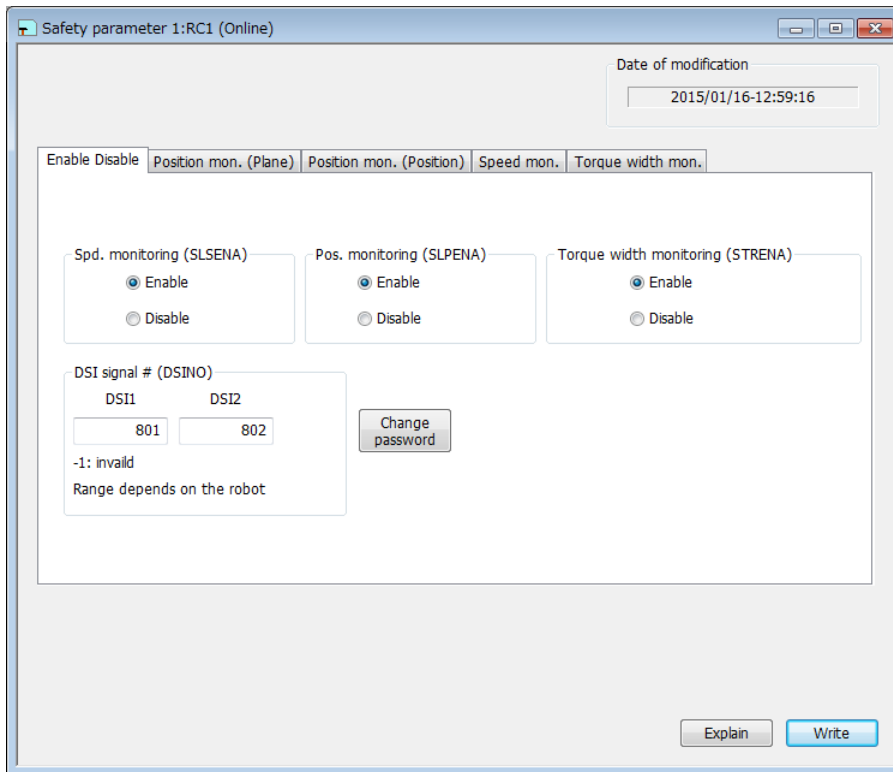 Safety parameter 1:RC1 (Online)
Date of modification
2015/01/16-12:59:16
Enable Disable Position mon. (Plane) Position mon. (Position) Speed mon. Torque width mon.
Spd. monitoring (SLSENA) Pos. monitoring (SLPENA) Torque width monitoring (STRENA)
Enable Enable Enable
Disable Disable Disable
DSI signal # (DSINO)
DSI1 DSI2
801 802
-1: invaild
Range depends on the robot
Change
password
Explain Write